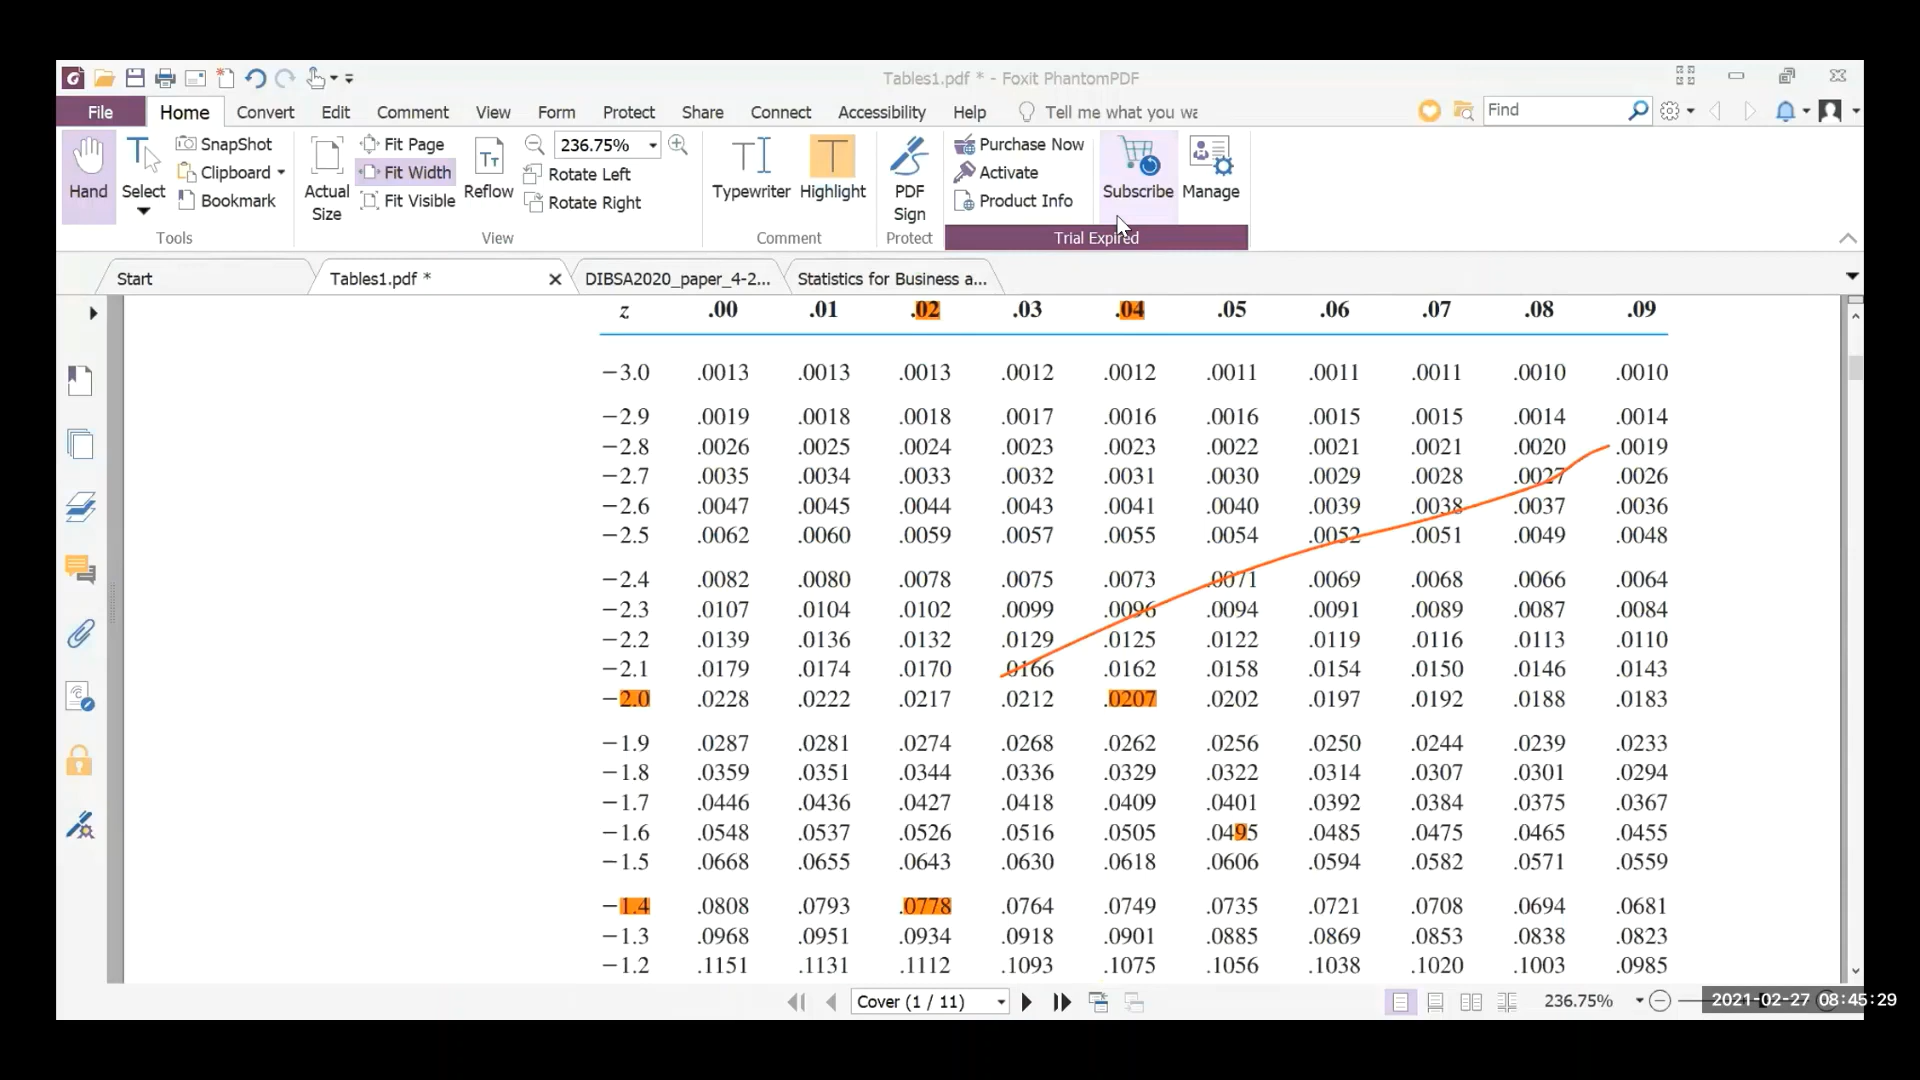 Tables1.pdf * - Foxit PhantomPDF
File Home Convert Edit Comment View Form Protect Share Connect Accessibility Help Tell me what you wa Find
Hand
Select
SnapShot
Clipboard
Bookmark
Tools
Actual Size
Fit Page
Fit Width
Fit Visible
Reflow
236.75%
Rotate Left
Rotate Right
View
Typewriter
Highlight
Comment
PDF Sign
Protect
Purchase Now
Activate
Product Info
Subscribe
Manage
Trial Expired
Start Tables1.pdf * DIBSA2020_paper_4-2... Statistics for Business a...
z .00 .01 .02 .03 .04 .05 .06 .07 .08 .09
−3.0 .0013 .0013 .0013 .0012 .0012 .0011 .0011 .0011 .0010 .0010
−2.9 .0019 .0018 .0018 .0017 .0016 .0016 .0015 .0015 .0014 .0014
−2.8 .0026 .0025 .0024 .0023 .0023 .0022 .0021 .0021 .0020 .0019
−2.7 .0035 .0034 .0033 .0032 .0031 .0030 .0029 .0028 .0027 .0026
−2.6 .0047 .0045 .0044 .0043 .0041 .0040 .0039 .0038 .0037 .0036
−2.5 .0062 .0060 .0059 .0057 .0055 .0054 .0052 .0051 .0049 .0048
−2.4 .0082 .0080 .0078 .0075 .0073 .0071 .0069 .0068 .0066 .0064
−2.3 .0107 .0104 .0102 .0099 .0096 .0094 .0091 .0089 .0087 .0084
−2.2 .0139 .0136 .0132 .0129 .0125 .0122 .0119 .0116 .0113 .0110
−2.1 .0179 .0174 .0170 .0166 .0162 .0158 .0154 .0150 .0146 .0143
−2.0 .0228 .0222 .0217 .0212 .0207 .0202 .0197 .0192 .0188 .0183
−1.9 .0287 .0281 .0274 .0268 .0262 .0256 .0250 .0244 .0239 .0233
−1.8 .0359 .0351 .0344 .0336 .0329 .0322 .0314 .0307 .0301 .0294
−1.7 .0446 .0436 .0427 .0418 .0409 .0401 .0392 .0384 .0375 .0367
−1.6 .0548 .0537 .0526 .0516 .0505 .0495 .0485 .0475 .0465 .0455
−1.5 .0668 .0655 .0643 .0630 .0618 .0606 .0594 .0582 .0571 .0559
−1.4 .0808 .0793 .0778 .0764 .0749 .0735 .0721 .0708 .0694 .0681
−1.3 .0968 .0951 .0934 .0918 .0901 .0885 .0869 .0853 .0838 .0823
−1.2 .1151 .1131 .1112 .1093 .1075 .1056 .1038 .1020 .1003 .0985
Cover (1 / 11) 236.75% 2021-02-27 08:45:29